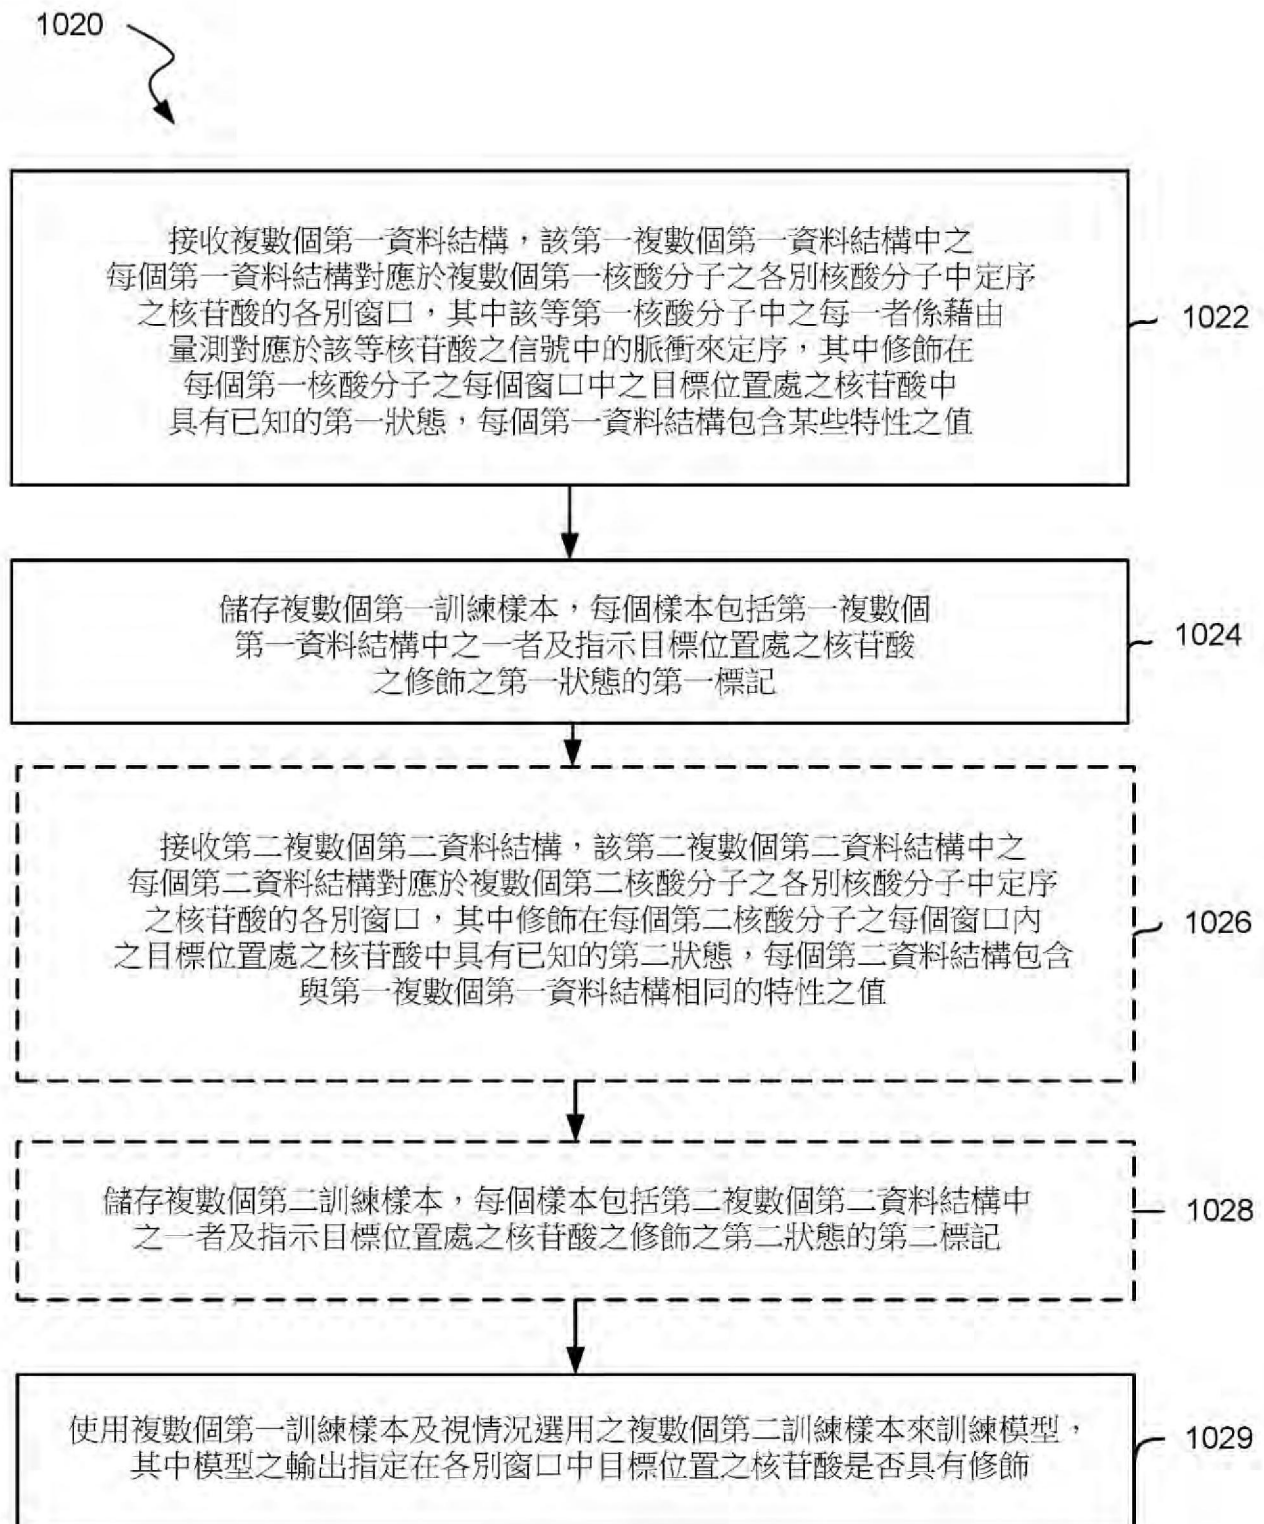 1020
接收複數個第一資料結構，該第一複數個第一資料結構中之
每個第一資料結構對應於複數個第一核酸分子之各別核酸分子中定序
之核苷酸的各別窗口，其中該等第一核酸分子中之每一者係藉由
量測對應於該等核苷酸之信號中的脈衝來定序，其中修飾在
每個第一核酸分子之每個窗口中之目標位置處之核苷酸中
具有已知的第一狀態，每個第一資料結構包含某些特性之值
1022
儲存複數個第一訓練樣本，每個樣本包括第一複數個
第一資料結構中之一者及指示目標位置處之核苷酸
之修飾之第一狀態的第一標記
1024
接收第二複數個第二資料結構，該第二複數個第二資料結構中之
每個第二資料結構對應於複數個第二核酸分子之各別核酸分子中定序
之核苷酸的各別窗口，其中修飾在每個第二核酸分子之每個窗口內
之目標位置處之核苷酸中具有已知的第二狀態，每個第二資料結構包含
與第一複數個第一資料結構相同的特性之值
1026
儲存複數個第二訓練樣本，每個樣本包括第二複數個第二資料結構中
之一者及指示目標位置處之核苷酸之修飾之第二狀態的第二標記
1028
使用複數個第一訓練樣本及視情況選用之複數個第二訓練樣本來訓練模型，
其中模型之輸出指定在各別窗口中目標位置之核苷酸是否具有修飾
1029